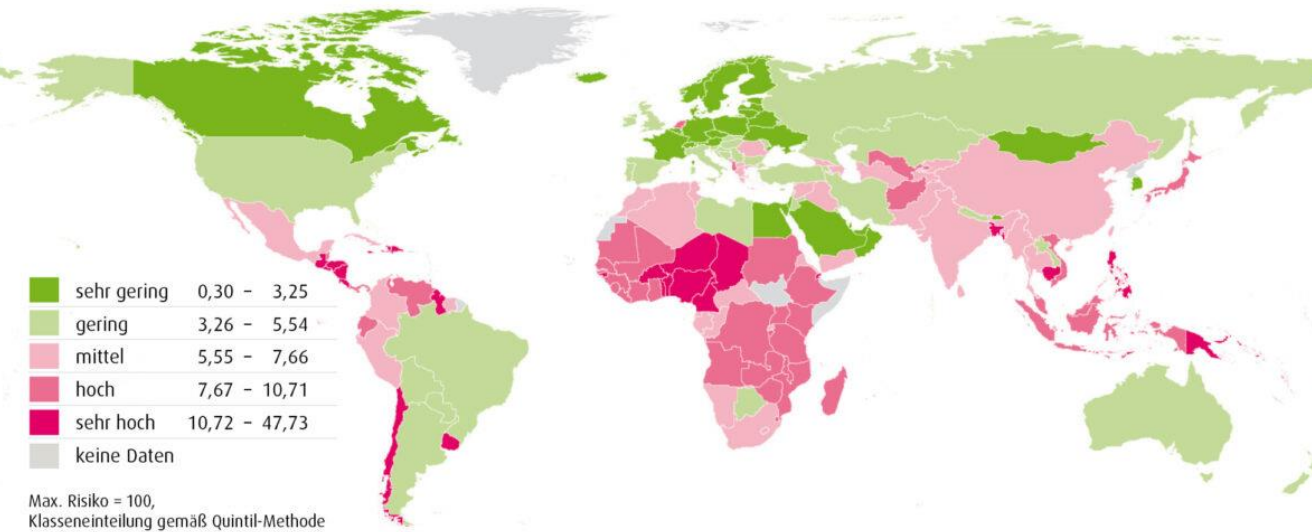 sehr gering 0,30 – 3,25
gering 3,26 – 5,54
mittel 5,55 – 7,66
hoch 7,67 – 10,71
sehr hoch 10,72 – 47,73
keine Daten
Max. Risiko = 100,
Klasseneinteilung gemäß Quintil-Methode